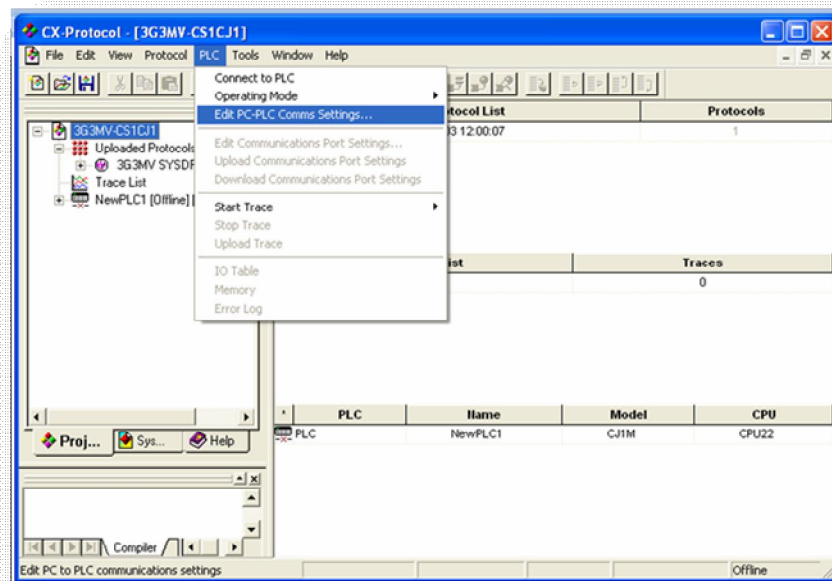 CX-Protocol - [3G3MV-CS1CJ1]
File Edit View Protocol PLC Tools Window Help
Connect to PLC
Operating Mode
Edit PC-PLC Comms Settings...
Edit Communications Port Settings...
Upload Communications Port Settings
Download Communications Port Settings
Start Trace
Stop Trace
Upload Trace
IO Table
Memory
Error Log
3G3MV-CS1CJ1
Uploaded Protocols
3G3MV SYSDR
Trace List
NewPLC1 [Offline]
Protocols
12:00:07
1
Traces
0
* PLC Name Model CPU
PLC NewPLC1 CJ1M CPU22
Proj... Sys... Help
Compiler
Edit PC to PLC communications settings
Offline